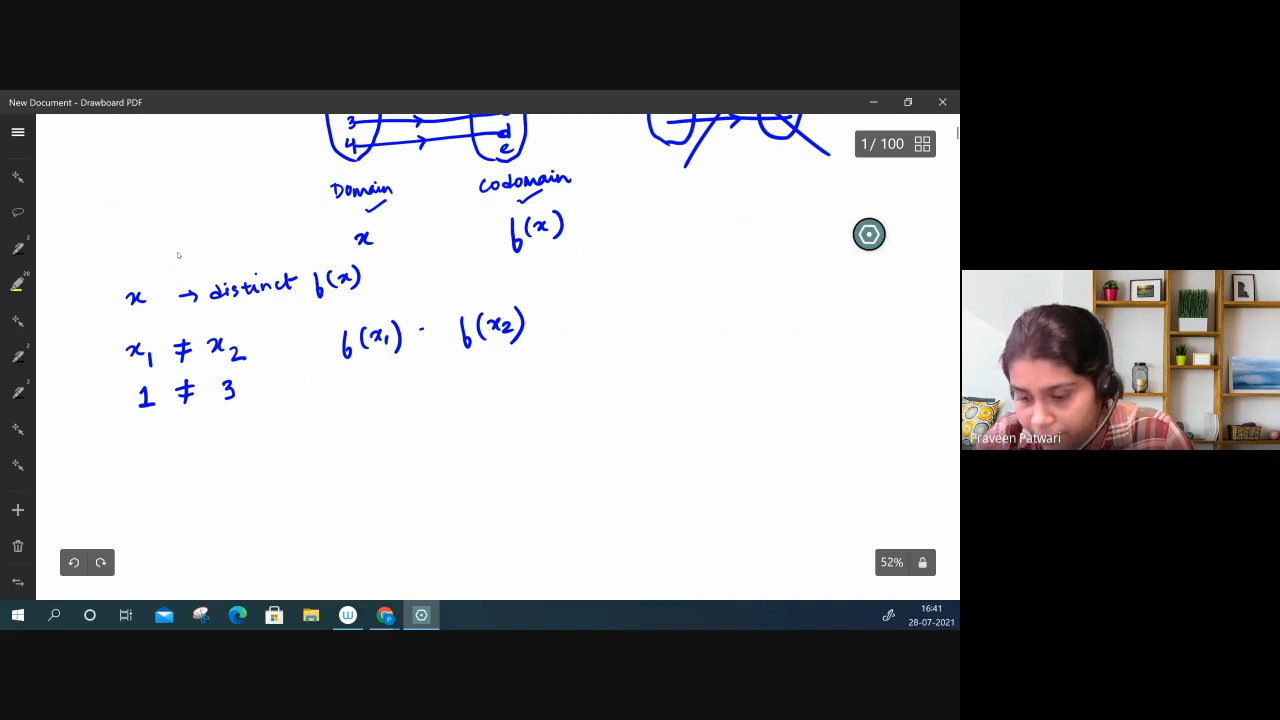 New Document - Drawboard PDF
3
4 d
e
1 / 100
Domain Codomain
x f(x)
x → distinct f(x)
x₁ ≠ x₂ f(x₁) - f(x₂)
1 ≠ 3
Praveen Patwari
52%
16:41
28-07-2021